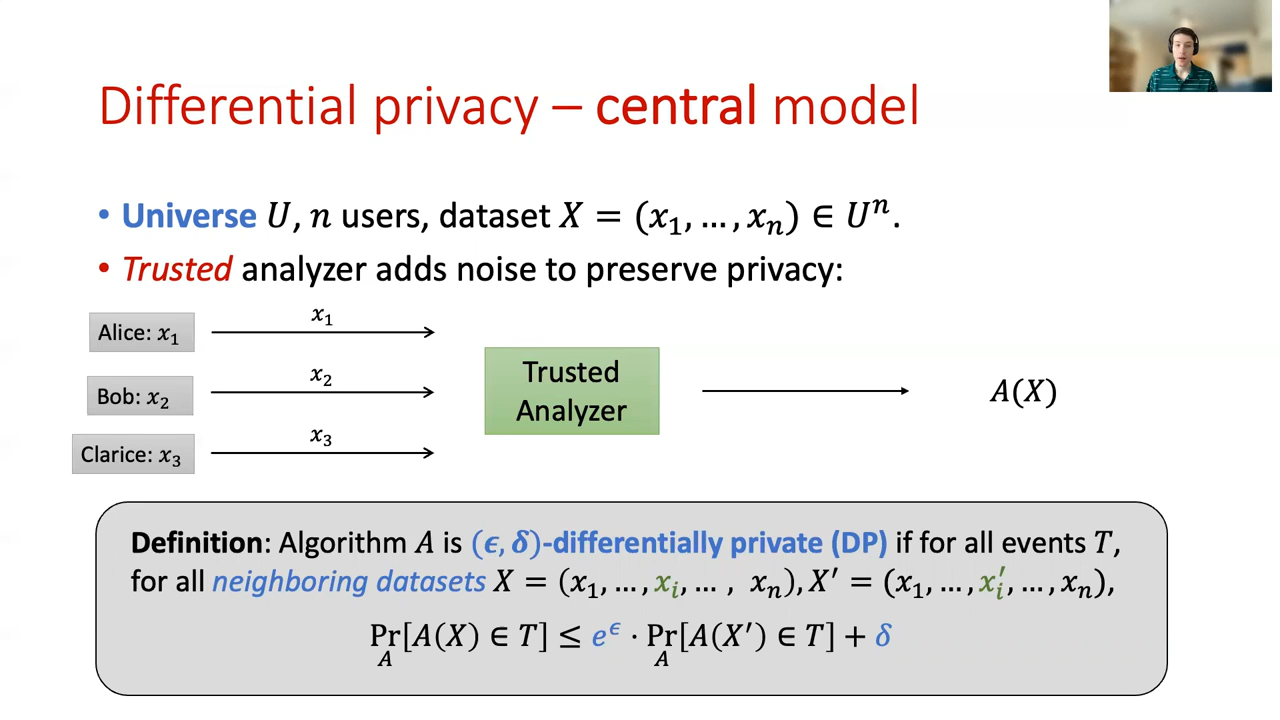 Differential privacy – central model
• Universe U, n users, dataset X = (x₁, …, xₙ) ∈ Uⁿ.
• Trusted analyzer adds noise to preserve privacy:
Alice: x₁
x₁
Bob: x₂
x₂
Clarice: x₃
x₃
Trusted
Analyzer
A(X)
Definition: Algorithm A is (ϵ, δ)-differentially private (DP) if for all events T,
for all neighboring datasets X = (x₁, …, xᵢ, … , xₙ), X′ = (x₁, …, xᵢ′, …, xₙ),
Pr_A[A(X) ∈ T] ≤ e^ϵ · Pr_A[A(X′) ∈ T] + δ